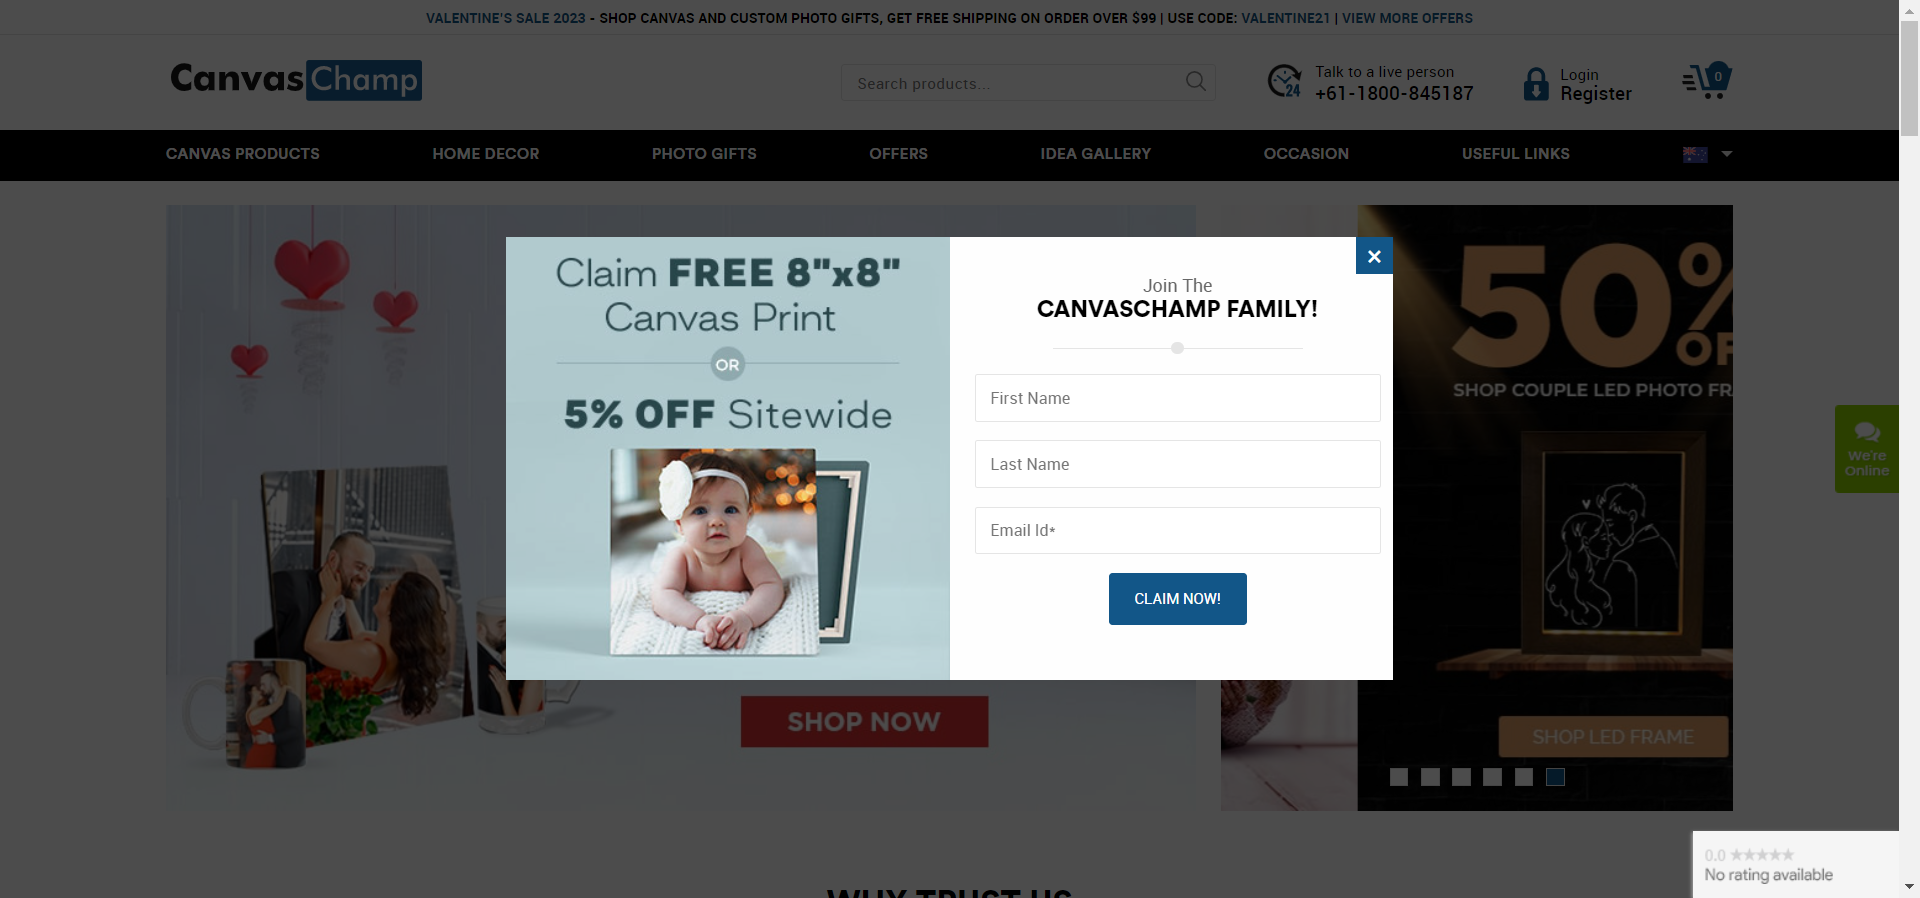 VALENTINE'S SALE 2023 - SHOP CANVAS AND CUSTOM PHOTO GIFTS, GET FREE SHIPPING ON ORDER OVER $99 | USE CODE: VALENTINE21 | VIEW MORE OFFERS
CanvasChamp
Search products...
24
Talk to a live person
+61-1800-845187
Login
Register
0
CANVAS PRODUCTS
HOME DECOR
PHOTO GIFTS
OFFERS
IDEA GALLERY
OCCASION
USEFUL LINKS
Claim FREE 8"x8"
Canvas Print
OR
5% OFF Sitewide
×
Join The
CANVASCHAMP FAMILY!
First Name
Last Name
Email Id*
CLAIM NOW!
SHOP NOW
50%
OF
SHOP COUPLE LED PHOTO FR
SHOP LED FRAME
We're
Online
0.0 ★★★★★
No rating available
WHY TRUST US